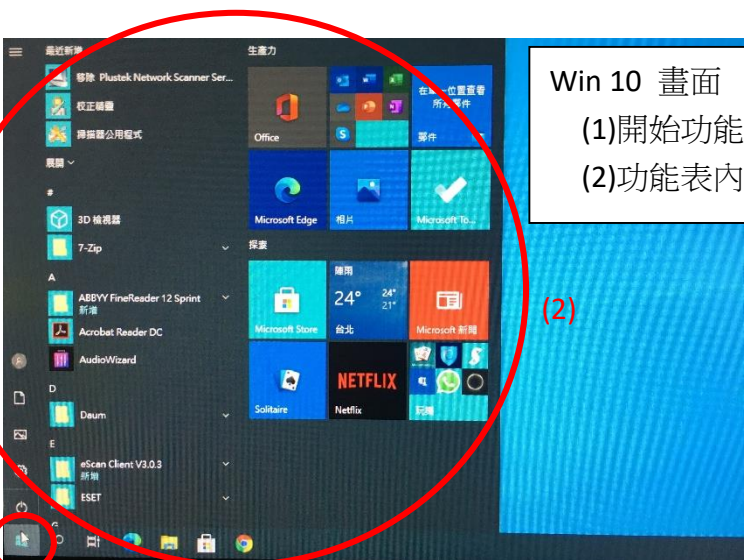 最近新增
移除 Plustek Network Scanner Ser...
校正精靈
掃描器公用程式
展開
#
3D 檢視器
7-Zip
A
ABBYY FineReader 12 Sprint
新增
Acrobat Reader DC
AudioWizard
D
Daum
E
eScan Client V3.0.3
新增
ESET
G
生產力
Office
在單一位置查看
所有郵件
郵件
Microsoft Edge
相片
Microsoft To...
探索
Microsoft Store
陣雨
24° 24°
21°
台北
Microsoft 新聞
Solitaire
NETFLIX
Netflix
玩遊
Win 10 畫面
(1)開始功能
(2)功能表內
(2)